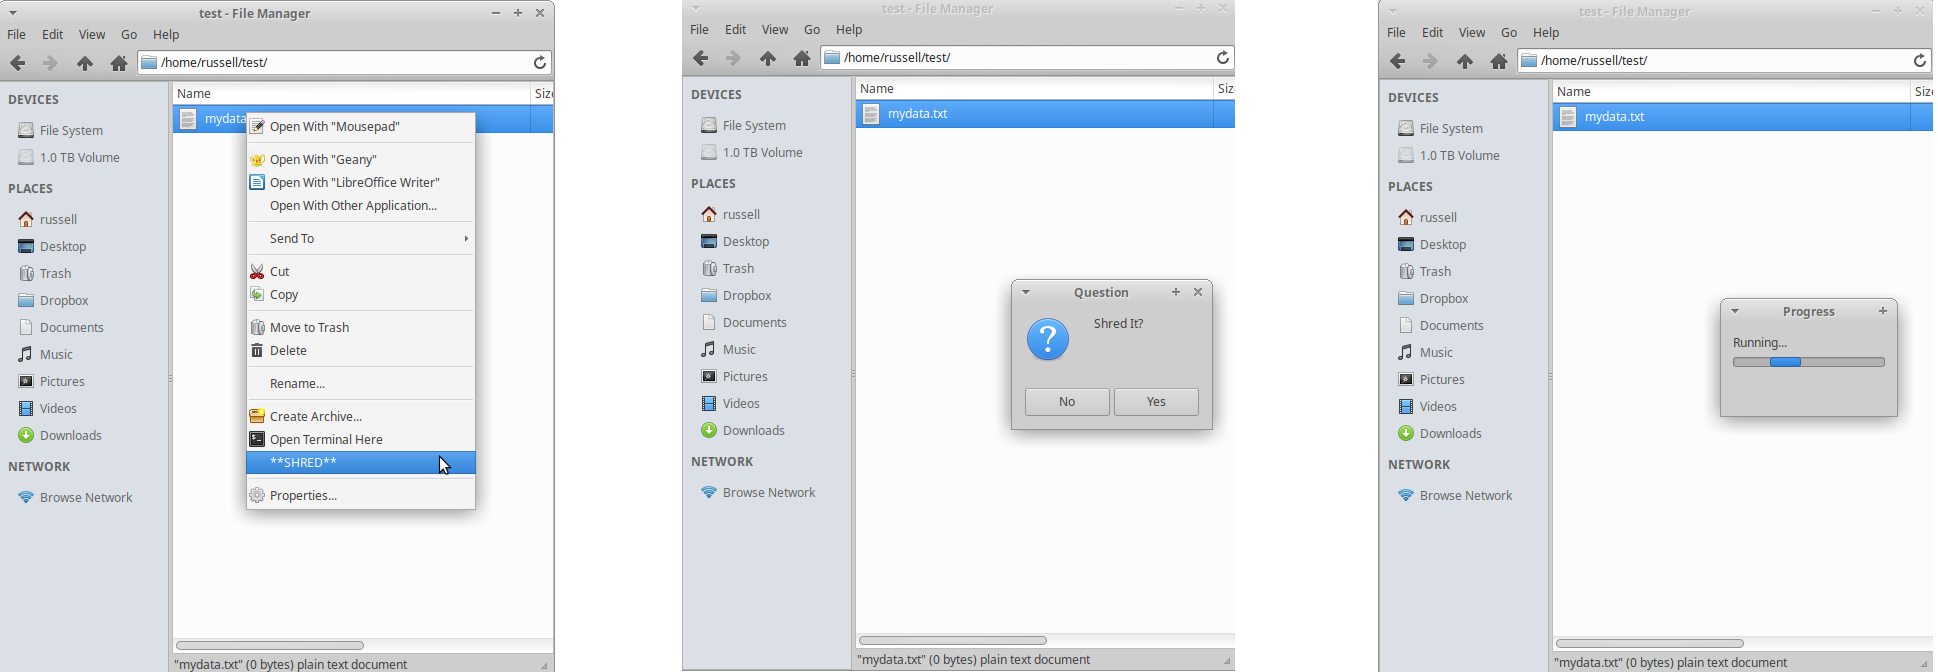 test - File Manager
File Edit View Go Help
/home/russell/test/
DEVICES
File System
1.0 TB Volume
PLACES
russell
Desktop
Trash
Dropbox
Documents
Music
Pictures
Videos
Downloads
NETWORK
Browse Network
Name Size
mydata
Open With "Mousepad"
Open With "Geany"
Open With "LibreOffice Writer"
Open With Other Application...
Send To
Cut
Copy
Move to Trash
Delete
Rename...
Create Archive...
Open Terminal Here
**SHRED**
Properties...
"mydata.txt" (0 bytes) plain text document
test - File Manager
File Edit View Go Help
/home/russell/test/
DEVICES
File System
1.0 TB Volume
PLACES
russell
Desktop
Trash
Dropbox
Documents
Music
Pictures
Videos
Downloads
NETWORK
Browse Network
Name Siz
mydata.txt
Question
Shred It?
No Yes
"mydata.txt" (0 bytes) plain text document
test - File Manager
File Edit View Go Help
/home/russell/test/
DEVICES
File System
1.0 TB Volume
PLACES
russell
Desktop
Trash
Dropbox
Documents
Music
Pictures
Videos
Downloads
NETWORK
Browse Network
Name Size
mydata.txt
Progress
Running...
"mydata.txt" (0 bytes) plain text document